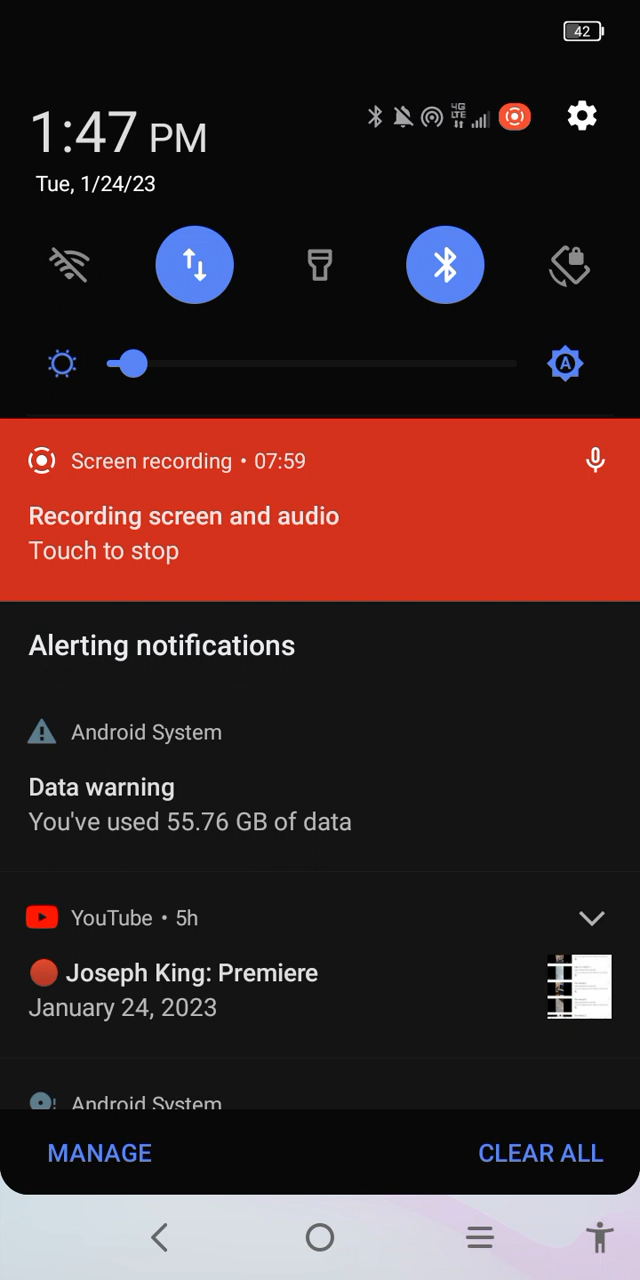 42
1:47 PM
4G
LTE
Tue, 1/24/23
A
Screen recording • 07:59
Recording screen and audio
Touch to stop
Alerting notifications
Android System
Data warning
You've used 55.76 GB of data
YouTube • 5h
Joseph King: Premiere
January 24, 2023
Android System
MANAGE CLEAR ALL